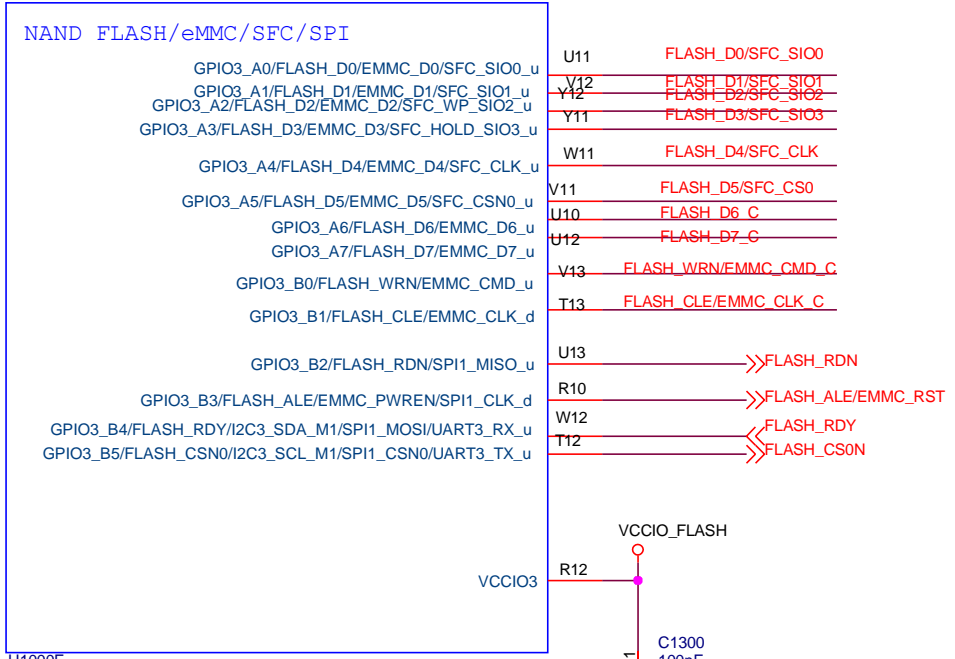 NAND FLASH/eMMC/SFC/SPI
GPIO3_A0/FLASH_D0/EMMC_D0/SFC_SIO0_u U11 FLASH_D0/SFC_SIO0
GPIO3_A1/FLASH_D1/EMMC_D1/SFC_SIO1_u V12 FLASH_D1/SFC_SIO1
GPIO3_A2/FLASH_D2/EMMC_D2/SFC_WP_SIO2_u Y12 FLASH_D2/SFC_SIO2
GPIO3_A3/FLASH_D3/EMMC_D3/SFC_HOLD_SIO3_u Y11 FLASH_D3/SFC_SIO3
GPIO3_A4/FLASH_D4/EMMC_D4/SFC_CLK_u W11 FLASH_D4/SFC_CLK
GPIO3_A5/FLASH_D5/EMMC_D5/SFC_CSN0_u V11 FLASH_D5/SFC_CS0
GPIO3_A6/FLASH_D6/EMMC_D6_u U10 FLASH_D6_C
GPIO3_A7/FLASH_D7/EMMC_D7_u U12 FLASH_D7_C
GPIO3_B0/FLASH_WRN/EMMC_CMD_u V13 FLASH_WRN/EMMC_CMD_C
GPIO3_B1/FLASH_CLE/EMMC_CLK_d T13 FLASH_CLE/EMMC_CLK_C
GPIO3_B2/FLASH_RDN/SPI1_MISO_u U13 FLASH_RDN
GPIO3_B3/FLASH_ALE/EMMC_PWREN/SPI1_CLK_d R10 FLASH_ALE/EMMC_RST
GPIO3_B4/FLASH_RDY/I2C3_SDA_M1/SPI1_MOSI/UART3_RX_u W12 FLASH_RDY
GPIO3_B5/FLASH_CSN0/I2C3_SCL_M1/SPI1_CSN0/UART3_TX_u T12 FLASH_CS0N
VCCIO_FLASH
VCCIO3 R12
1 C1300